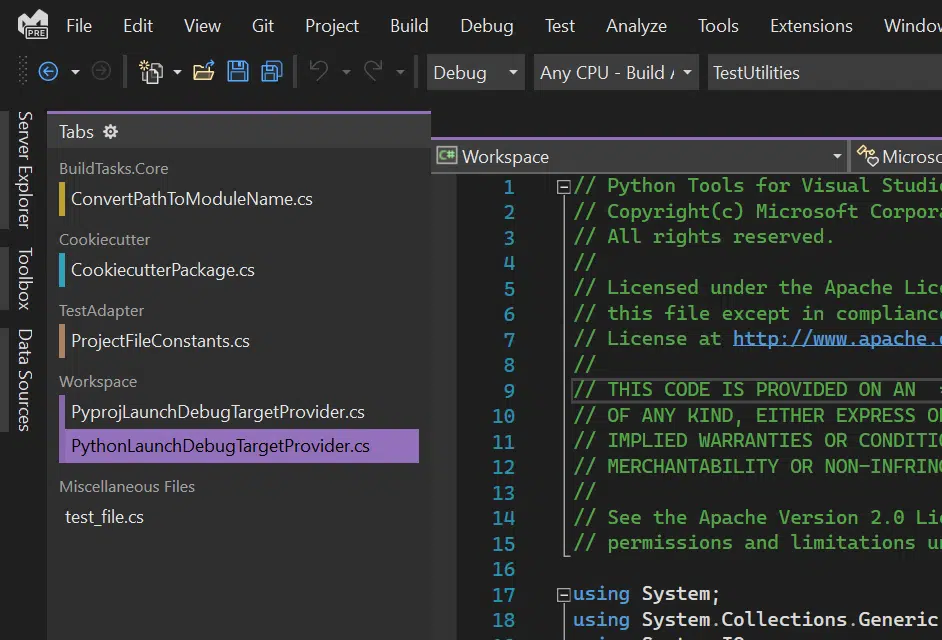 PRE File Edit View Git Project Build Debug Test Analyze Tools Extensions Window
Debug Any CPU - Build TestUtilities
Server Explorer
Toolbox
Data Sources
Tabs
BuildTasks.Core
ConvertPathToModuleName.cs
Cookiecutter
CookiecutterPackage.cs
TestAdapter
ProjectFileConstants.cs
Workspace
PyprojLaunchDebugTargetProvider.cs
PythonLaunchDebugTargetProvider.cs
Miscellaneous Files
test_file.cs
C# Workspace Microso
1 // Python Tools for Visual Studi
2 // Copyright(c) Microsoft Corpor
3 // All rights reserved.
4 //
5 // Licensed under the Apache Lic
6 // this file except in complianc
7 // License at http://www.apache.
8 //
9 // THIS CODE IS PROVIDED ON AN
10 // OF ANY KIND, EITHER EXPRESS O
11 // IMPLIED WARRANTIES OR CONDITI
12 // MERCHANTABILITY OR NON-INFRIN
13 //
14 // See the Apache Version 2.0 Li
15 // permissions and limitations u
16
17 using System;
18 using System.Collections.Generic